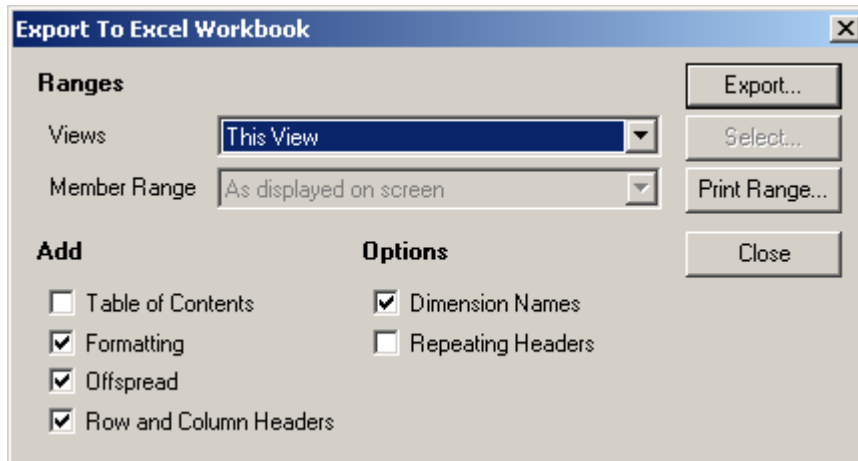 Export To Excel Workbook
Ranges
Export...
Views This View Select...
Member Range As displayed on screen Print Range...
Add Options Close
Table of Contents Dimension Names
Formatting Repeating Headers
Offspread
Row and Column Headers